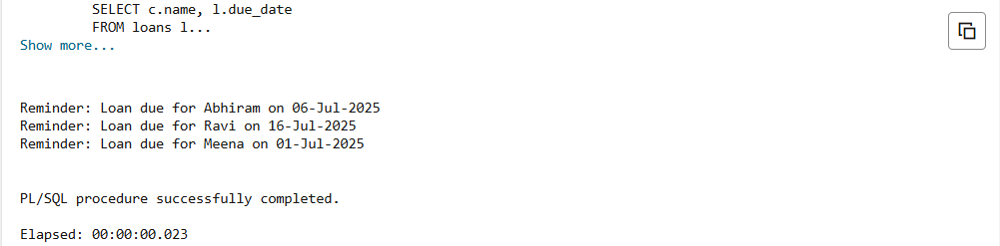 SELECT c.name, l.due_date
FROM loans l...
Show more...
Reminder: Loan due for Abhiram on 06-Jul-2025
Reminder: Loan due for Ravi on 16-Jul-2025
Reminder: Loan due for Meena on 01-Jul-2025
PL/SQL procedure successfully completed.
Elapsed: 00:00:00.023